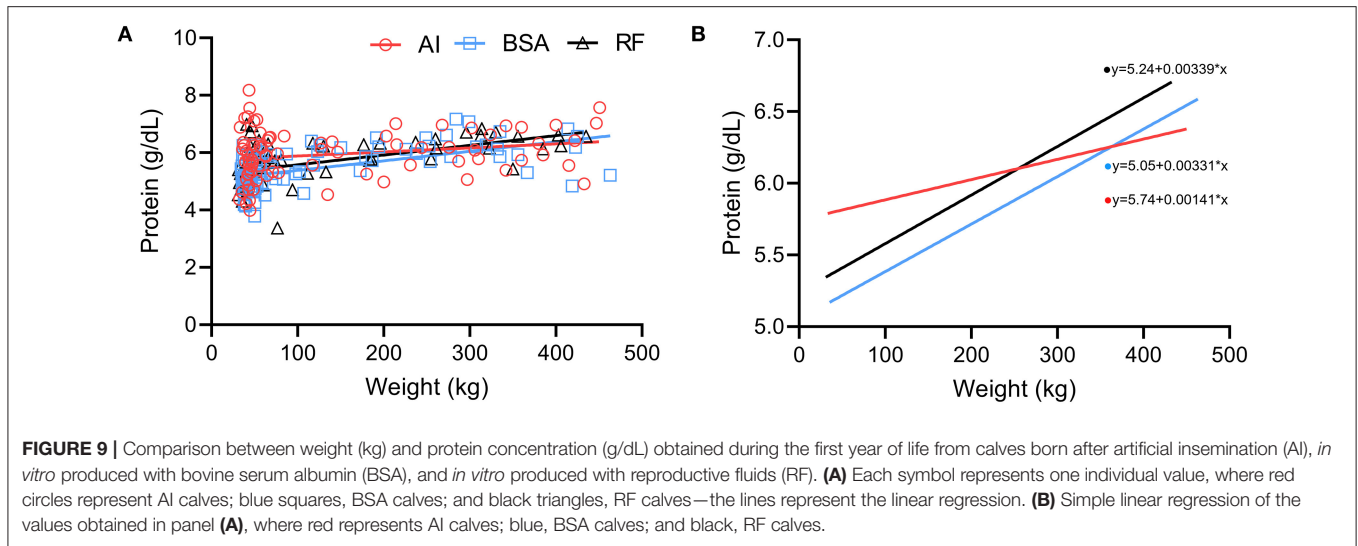 A
AI BSA RF
10
8
6
4
2
0
0 100 200 300 400 500
Protein (g/dL)
Weight (kg)
B
7.0
6.5
6.0
5.5
5.0
0 100 200 300 400 500
Protein (g/dL)
Weight (kg)
y=5.24+0.00339*x
y=5.05+0.00331*x
y=5.74+0.00141*x
FIGURE 9 | Comparison between weight (kg) and protein concentration (g/dL) obtained during the first year of life from calves born after artificial insemination (AI), in
vitro produced with bovine serum albumin (BSA), and in vitro produced with reproductive fluids (RF). (A) Each symbol represents one individual value, where red
circles represent AI calves; blue squares, BSA calves; and black triangles, RF calves—the lines represent the linear regression. (B) Simple linear regression of the
values obtained in panel (A), where red represents AI calves; blue, BSA calves; and black, RF calves.